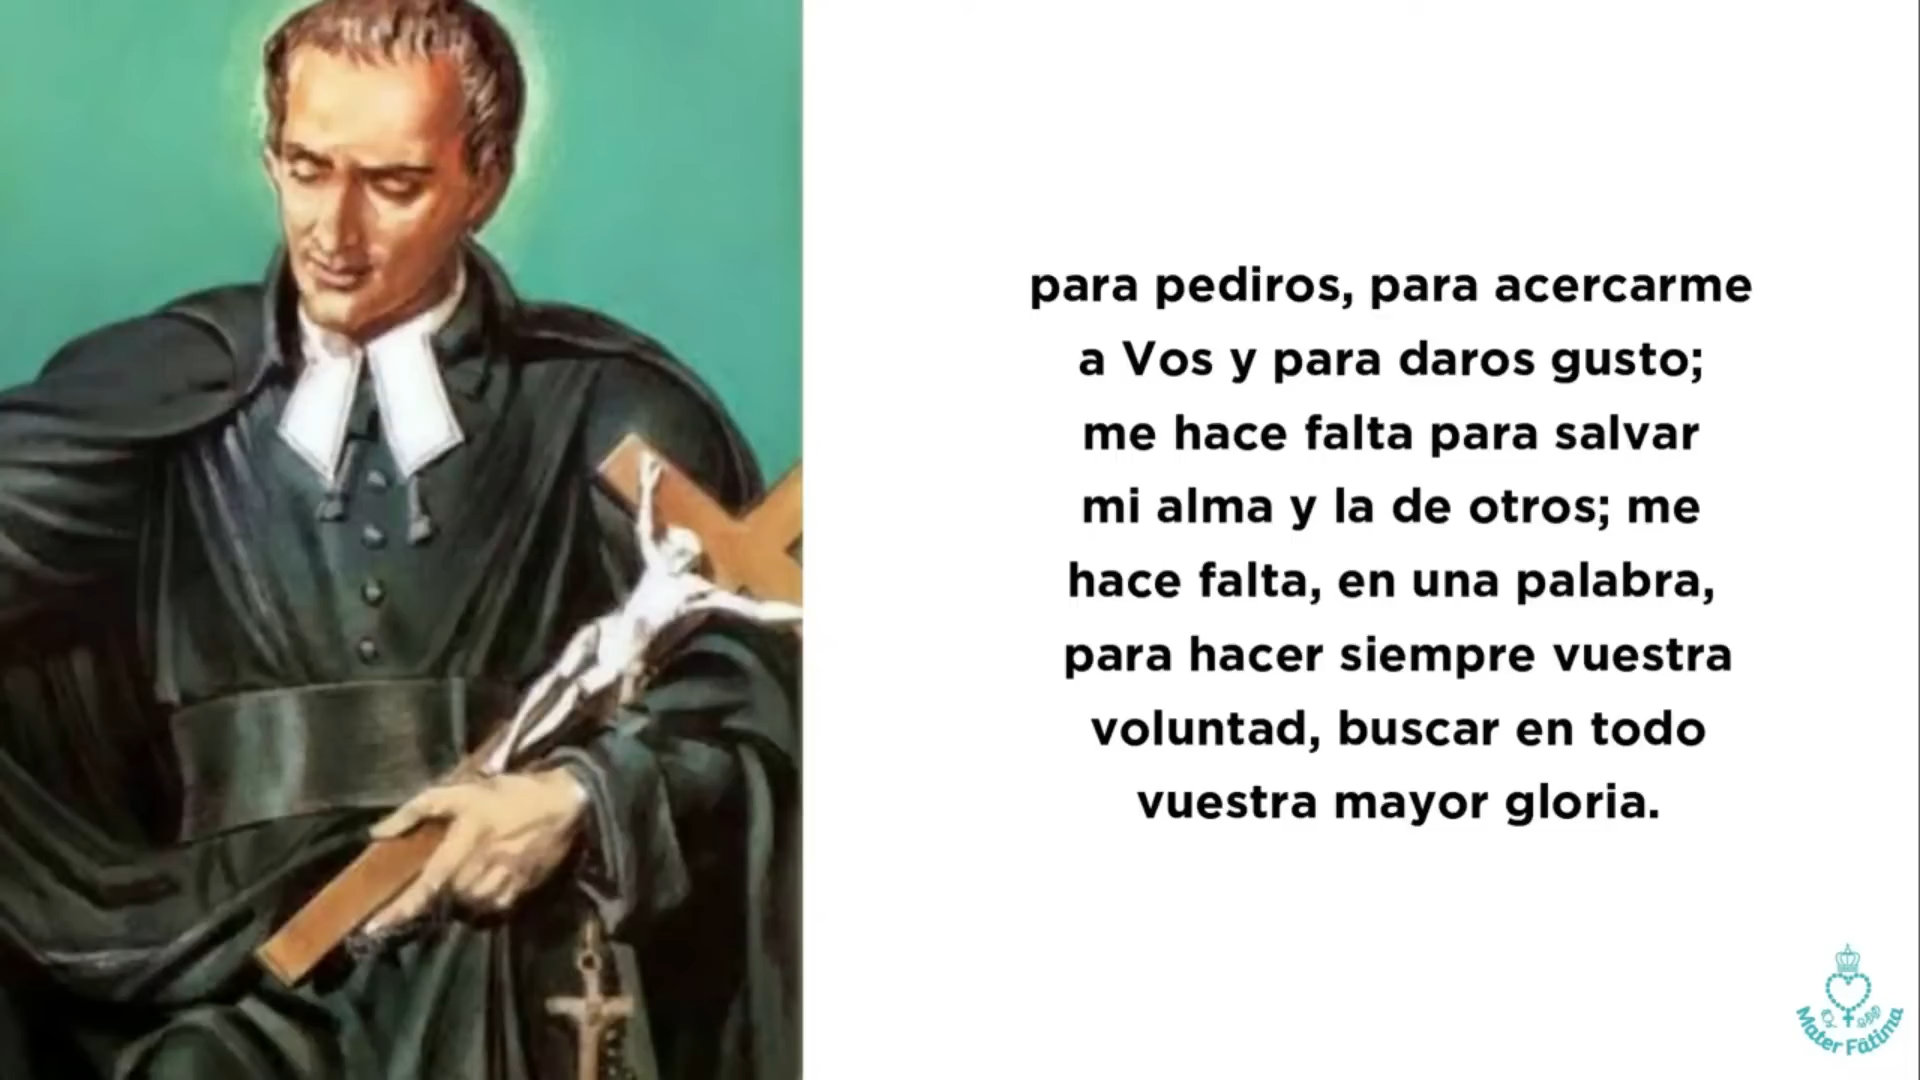 para pediros, para acercarme
a Vos y para daros gusto;
me hace falta para salvar
mi alma y la de otros; me
hace falta, en una palabra,
para hacer siempre vuestra
voluntad, buscar en todo
vuestra mayor gloria.
Mater Fátima